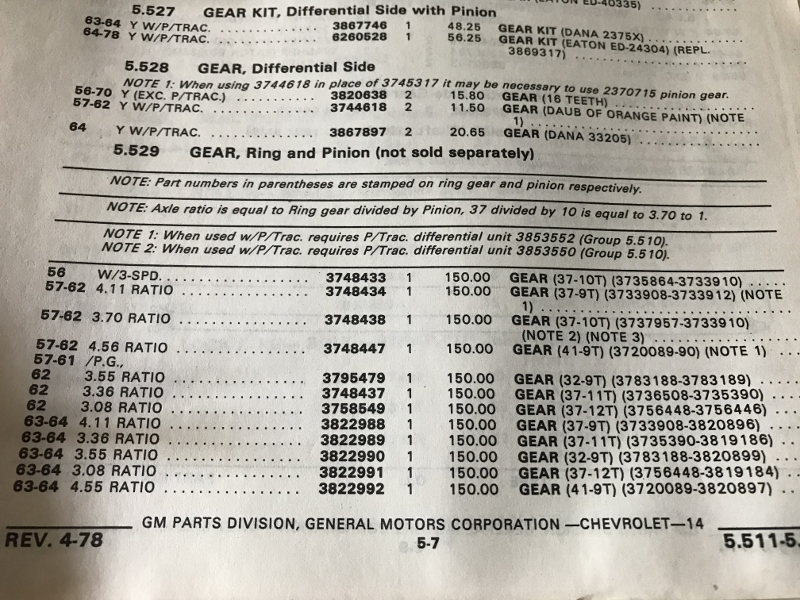 5.527 GEAR KIT, Differential Side with Pinion
63-64 Y W/P/TRAC. .................. 3867746 1 48.25 GEAR KIT (DANA 2375X) ..................
64-78 Y W/P/TRAC. .................. 6260528 1 56.25 GEAR KIT (EATON ED-24304) (REPL.
3869317) ..................
5.528 GEAR, Differential Side
NOTE 1: When using 3744618 in place of 3745317 it may be necessary to use 2370715 pinion gear.
56-70 Y (EXC. P/TRAC.) .................. 3820638 2 15.80 GEAR (16 TEETH) ..................
57-62 Y W/P/TRAC. .................. 3744618 2 11.50 GEAR (DAUB OF ORANGE PAINT) (NOTE
1) ..................
64 Y W/P/TRAC. .................. 3867897 2 20.65 GEAR (DANA 33205) ..................
5.529 GEAR, Ring and Pinion (not sold separately)
NOTE: Part numbers in parentheses are stamped on ring gear and pinion respectively.
NOTE: Axle ratio is equal to Ring gear divided by Pinion, 37 divided by 10 is equal to 3.70 to 1.
NOTE 1: When used w/P/Trac. requires P/Trac. differential unit 3853552 (Group 5.510).
NOTE 2: When used w/P/Trac. requires P/Trac. differential unit 3853550 (Group 5.510).
56 W/3-SPD. .................. 3748433 1 150.00 GEAR (37-10T) (3735864-3733910) .....
57-62 4.11 RATIO .................. 3748434 1 150.00 GEAR (37-9T) (3733908-3733912) (NOTE
1) ..................
57-62 3.70 RATIO .................. 3748438 1 150.00 GEAR (37-10T) (3737957-3733910)
(NOTE 2) (NOTE 3) ..................
57-62 4.56 RATIO .................. 3748447 1 150.00 GEAR (41-9T) (3720089-90) (NOTE 1) .....
57-61 /P.G.,
62 3.55 RATIO .................. 3795479 1 150.00 GEAR (32-9T) (3783188-3783189) .....
62 3.36 RATIO .................. 3748437 1 150.00 GEAR (37-11T) (3736508-3735390) ....
62 3.08 RATIO .................. 3758549 1 150.00 GEAR (37-12T) (3756448-3756446) ....
63-64 4.11 RATIO .................. 3822988 1 150.00 GEAR (37-9T) (3733908-3820896) .....
63-64 3.36 RATIO .................. 3822989 1 150.00 GEAR (37-11T) (3735390-3819186) ...
63-64 3.55 RATIO .................. 3822990 1 150.00 GEAR (32-9T) (3783188-3820899) ....
63-64 3.08 RATIO .................. 3822991 1 150.00 GEAR (37-12T) (3756448-3819184) ...
63-64 4.55 RATIO .................. 3822992 1 150.00 GEAR (41-9T) (3720089-3820897) ..
GM PARTS DIVISION, GENERAL MOTORS CORPORATION —CHEVROLET—14
REV. 4-78 5-7 5.511-5.